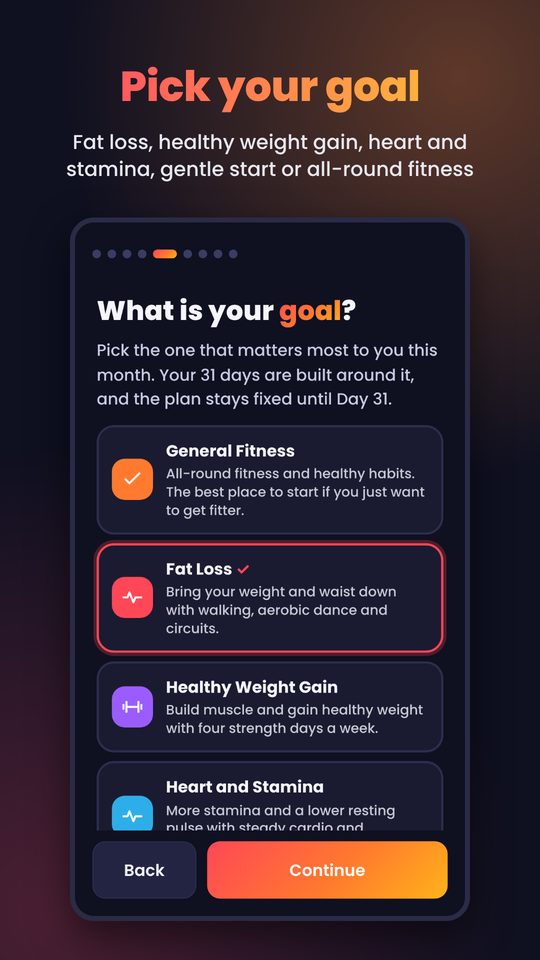 Pick your goal
Fat loss, healthy weight gain, heart and
stamina, gentle start or all-round fitness
What is your goal?
Pick the one that matters most to you this
month. Your 31 days are built around it,
and the plan stays fixed until Day 31.
General Fitness
All-round fitness and healthy habits.
The best place to start if you just want
to get fitter.
Fat Loss ✓
Bring your weight and waist down
with walking, aerobic dance and
circuits.
Healthy Weight Gain
Build muscle and gain healthy weight
with four strength days a week.
Heart and Stamina
More stamina and a lower resting
pulse with steady cardio and
Back
Continue